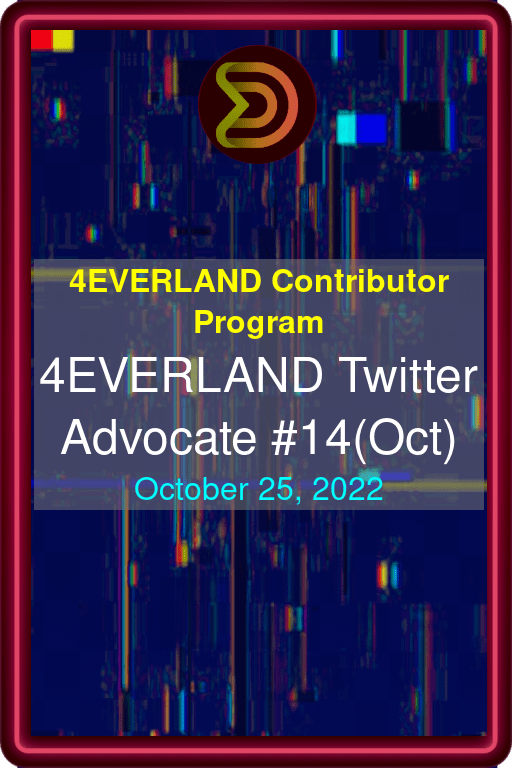 4EVERLAND Contributor
Program
4EVERLAND Twitter
Advocate #14(Oct)
October 25, 2022